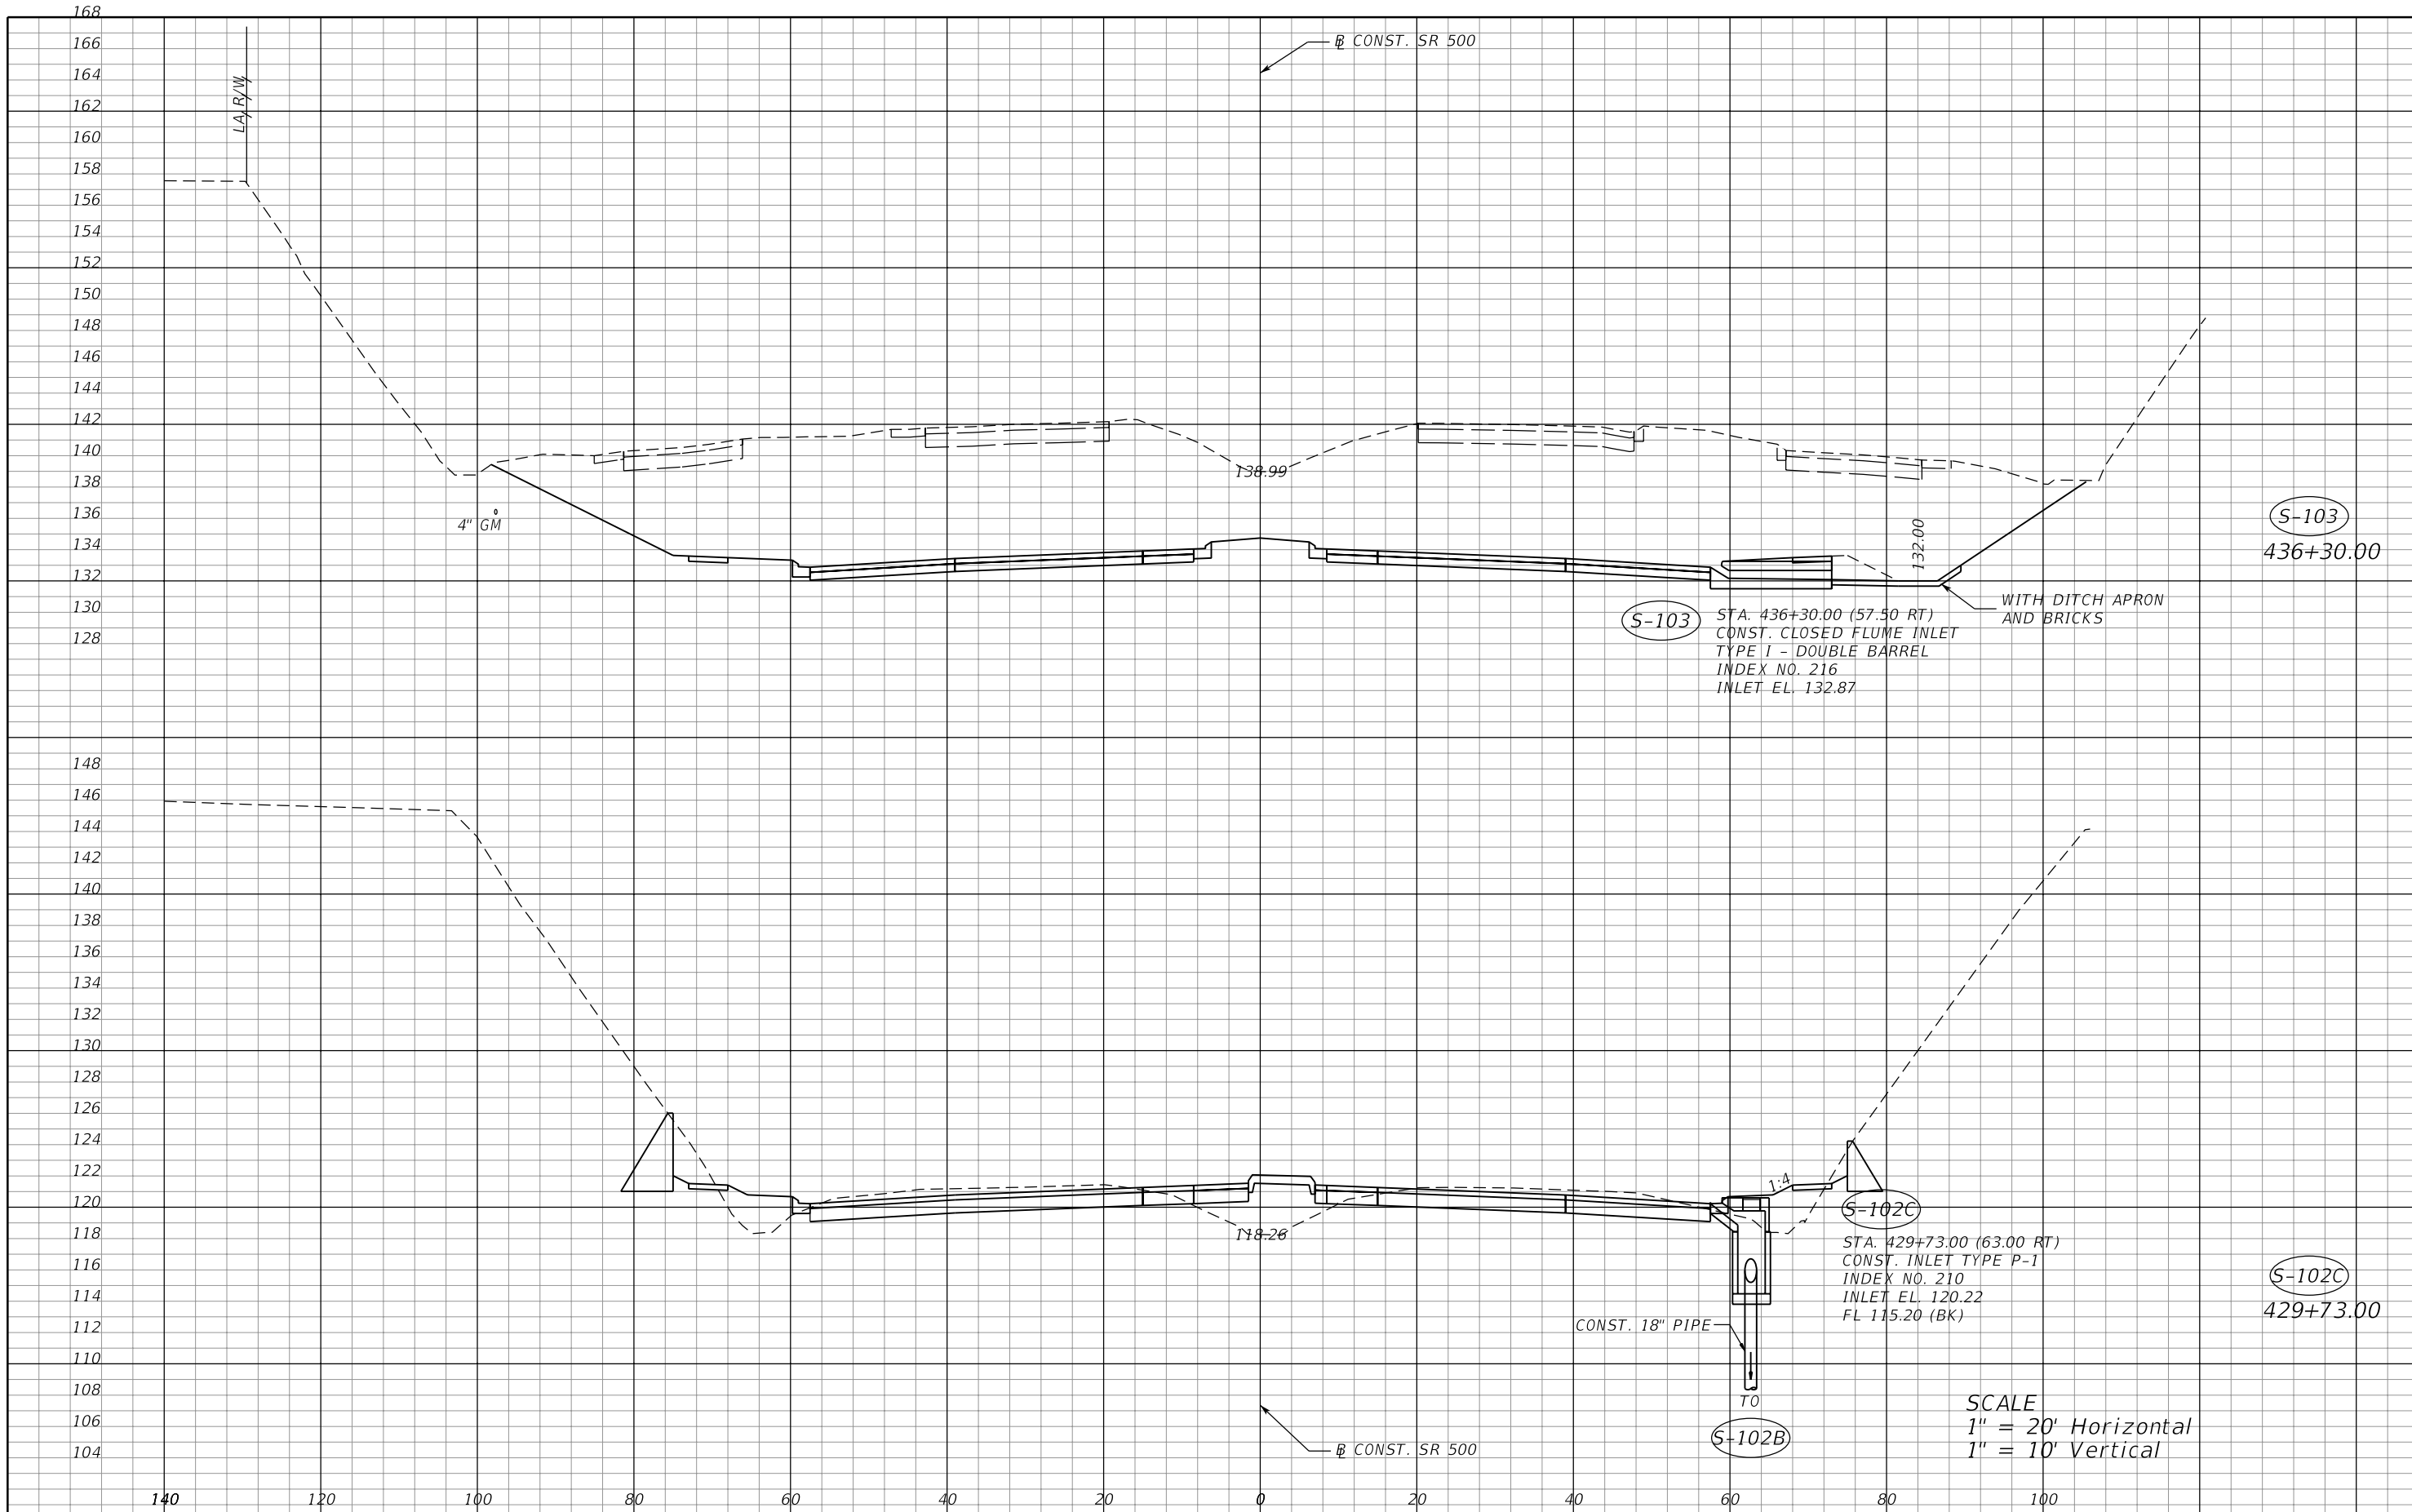 168
166
164
162
160
158
156
154
152
150
148
146
144
142
140
138
136
134
132
130
128
LA R/W
℄ CONST. SR 500
138.99
4" GM
132.00
S-103
436+30.00
WITH DITCH APRON
AND BRICKS
S-103
STA. 436+30.00 (57.50 RT)
CONST. CLOSED FLUME INLET
TYPE I - DOUBLE BARREL
INDEX NO. 216
INLET EL. 132.87
148
146
144
142
140
138
136
134
132
130
128
126
124
122
120
118
116
114
112
110
108
106
104
118.26
1:4
S-102C
STA. 429+73.00 (63.00 RT)
CONST. INLET TYPE P-1
INDEX NO. 210
INLET EL. 120.22
FL 115.20 (BK)
S-102C
429+73.00
CONST. 18" PIPE
TO
S-102B
℄ CONST. SR 500
SCALE
1" = 20' Horizontal
1" = 10' Vertical
140 120 100 80 60 40 20 0 20 40 60 80 100